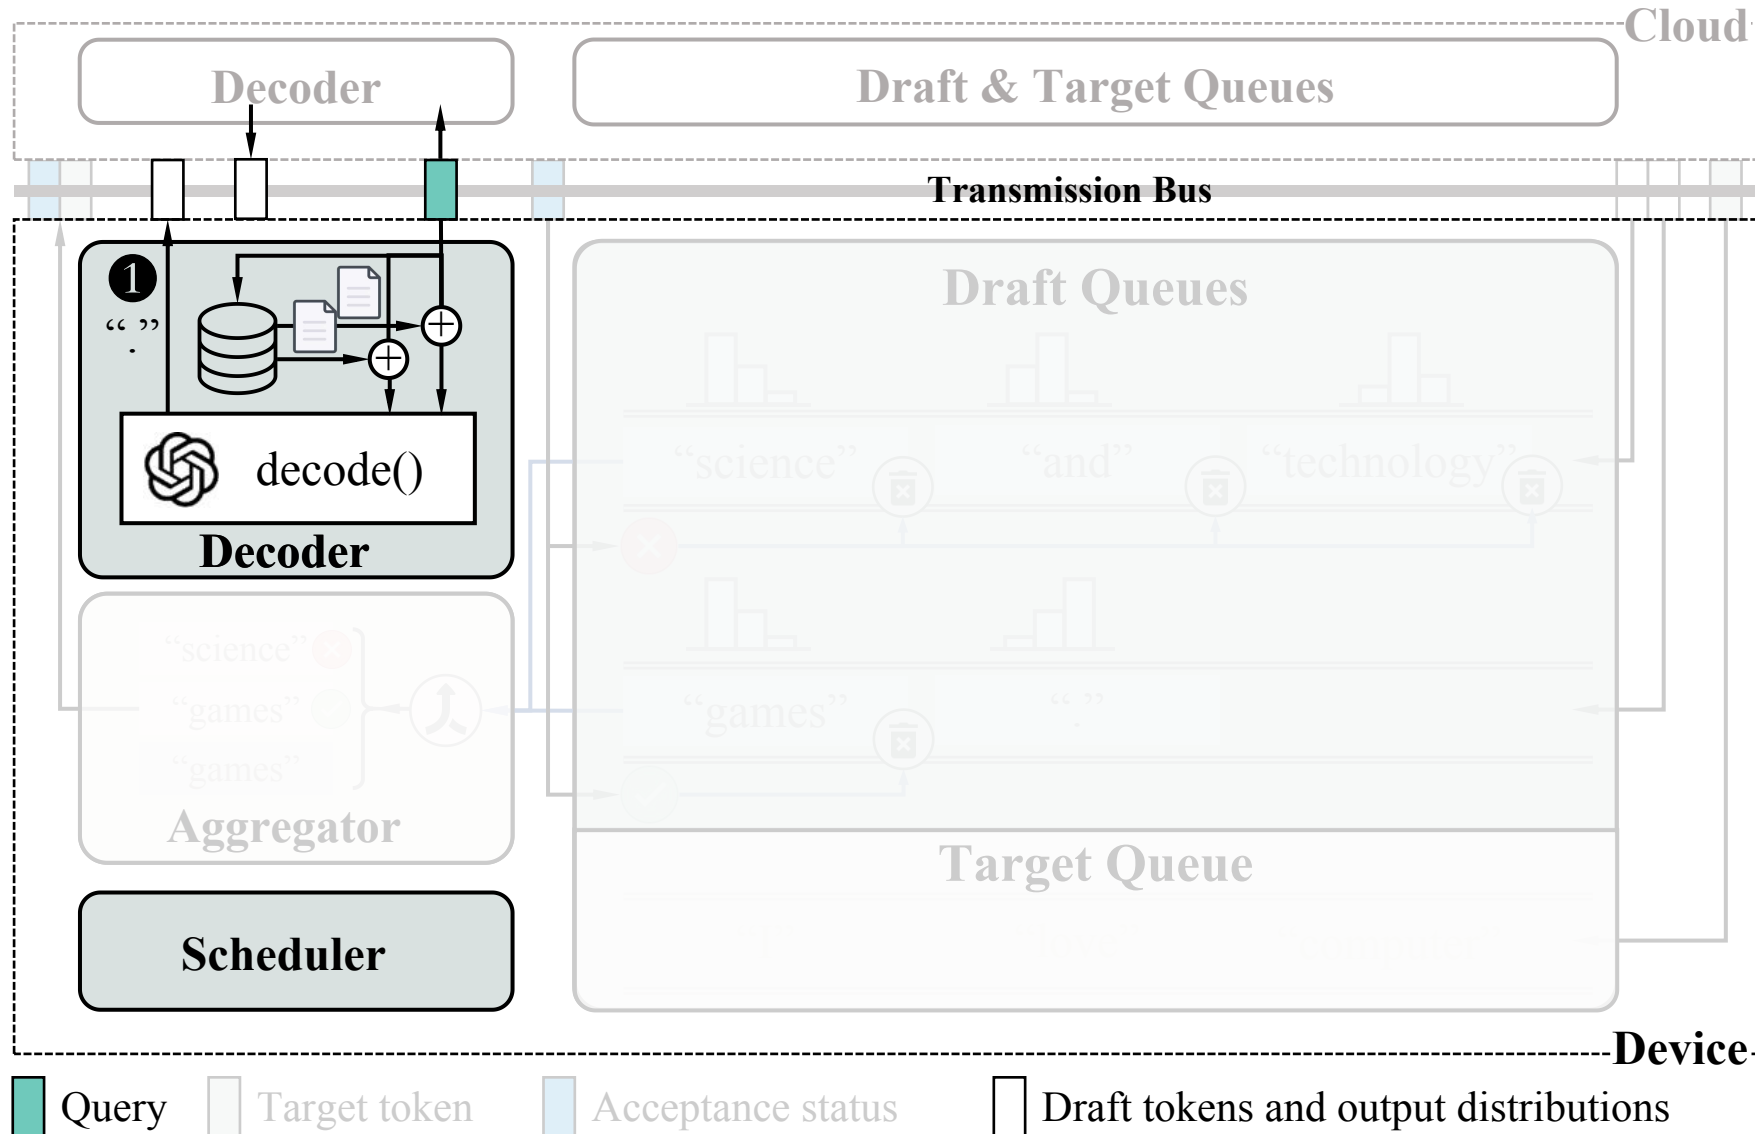 Cloud
Decoder
Draft & Target Queues
Transmission Bus
1
“.”
decode()
Decoder
Draft Queues
“science” “and” “technology”
“games” “.”
“science”
“games”
“games”
Aggregator
Target Queue
Scheduler
Device
Query
Target token
Acceptance status
Draft tokens and output distributions